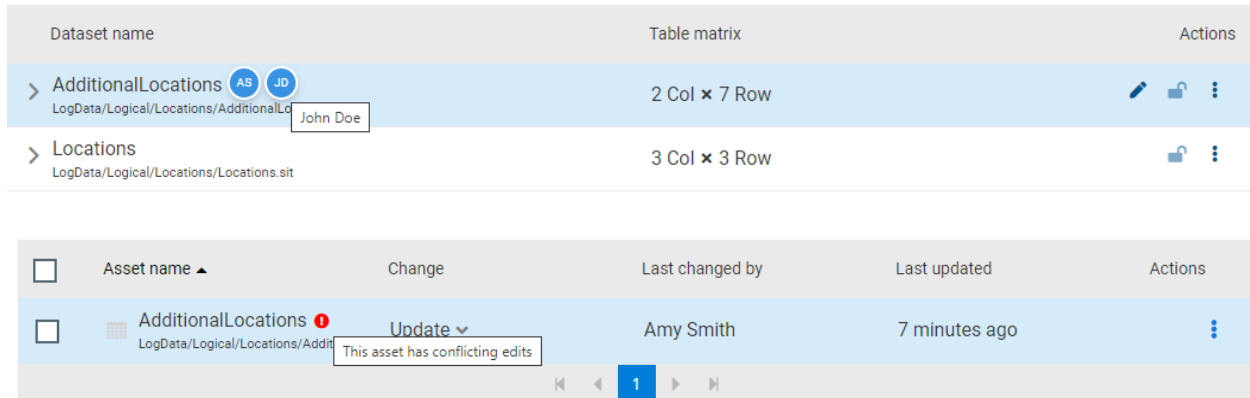 Dataset name Table matrix Actions
AdditionalLocations AS JD 2 Col × 7 Row
LogData/Logical/Locations/AdditionalLo
John Doe
Locations 3 Col × 3 Row
LogData/Logical/Locations/Locations.sit
Asset name Change Last changed by Last updated Actions
AdditionalLocations Update Amy Smith 7 minutes ago
LogData/Logical/Locations/Addit
This asset has conflicting edits
1